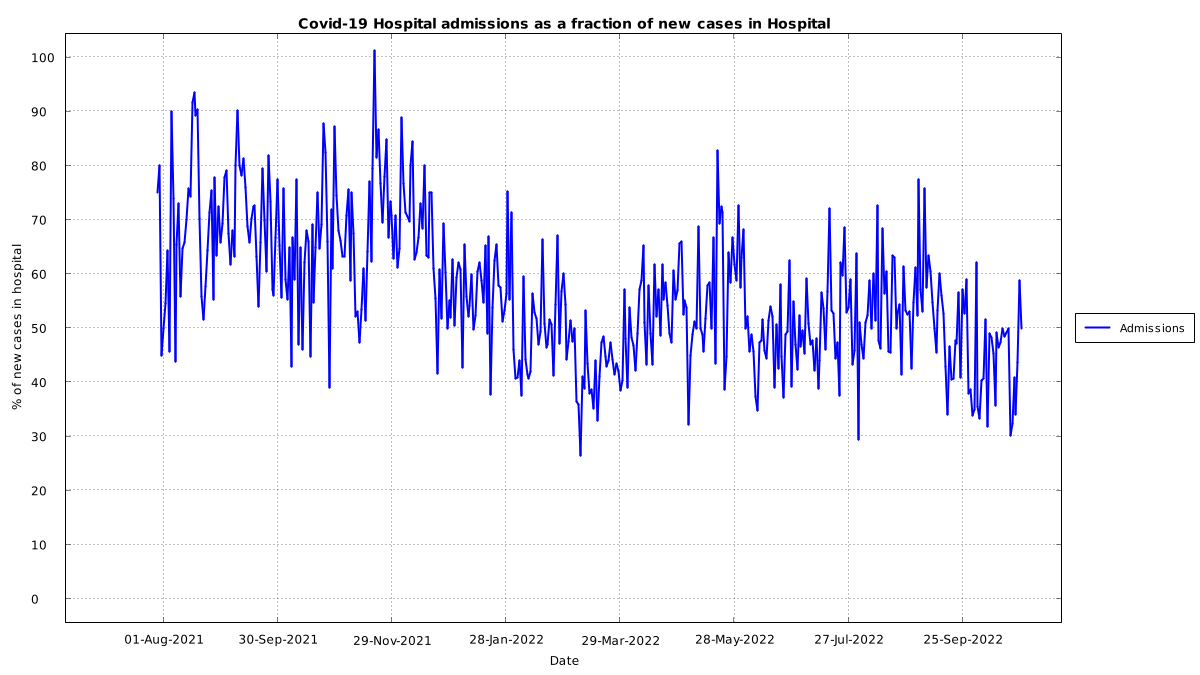 Covid-19 Hospital admissions as a fraction of new cases in Hospital
100
90
80
70
60
50
40
30
20
10
0
% of new cases in hospital
01-Aug-2021 30-Sep-2021 29-Nov-2021 28-Jan-2022 29-Mar-2022 28-May-2022 27-Jul-2022 25-Sep-2022
Date
Admissions